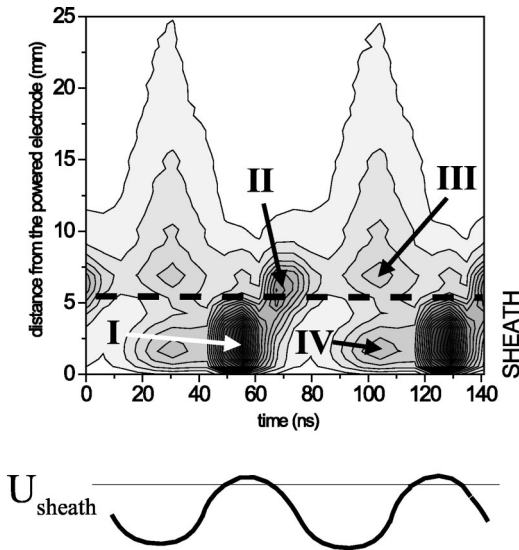 25
20
15
10
5
0
distance from the powered electrode (mm)
II
III
I
IV
0 20 40 60 80 100 120 140
time (ns)
SHEATH
U sheath